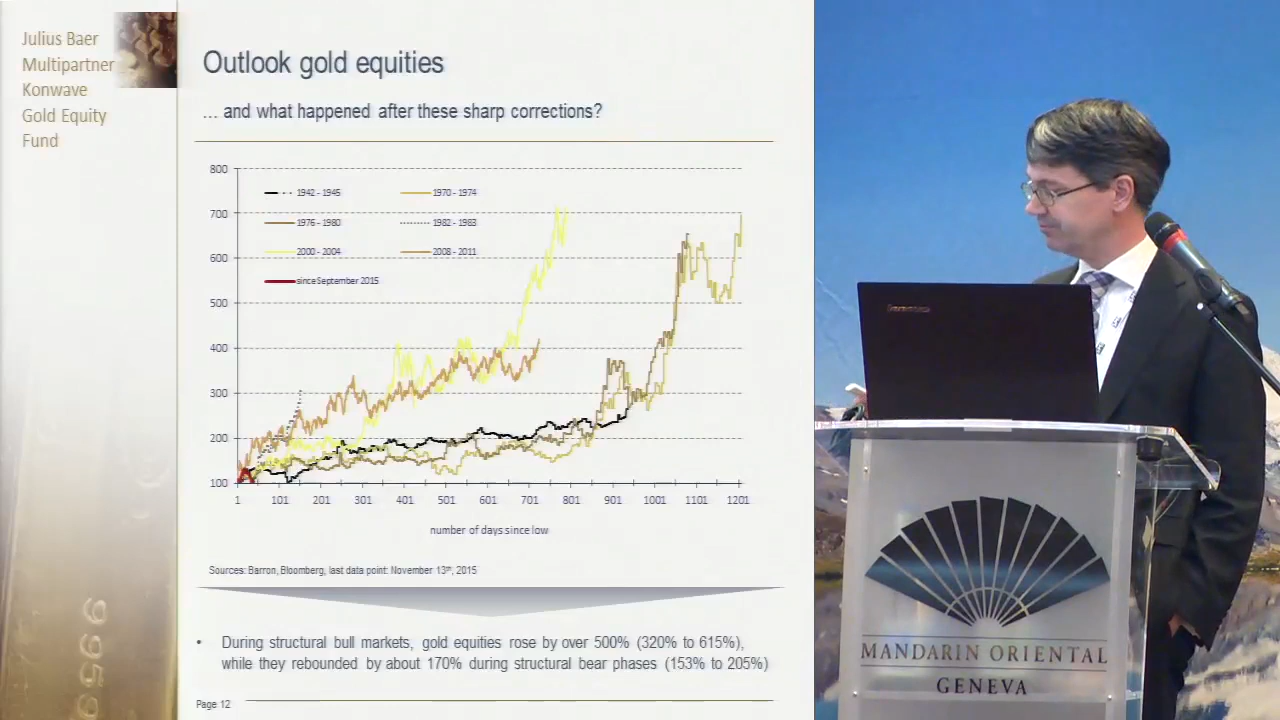 Julius Baer
Multipartner
Konwave
Gold Equity
Fund
Outlook gold equities
... and what happened after these sharp corrections?
800
700
600
500
400
300
200
100
1942 - 1945
1970 - 1974
1976 - 1980
1982 - 1983
2000 - 2004
2008 - 2011
since September 2015
1 101 201 301 401 501 601 701 801 901 1001 1101 1201
number of days since low
Sources: Barron, Bloomberg, last data point: November 13th, 2015
• During structural bull markets, gold equities rose by over 500% (320% to 615%),
while they rebounded by about 170% during structural bear phases (153% to 205%)
Page 12
9959
MANDARIN ORIENTAL
GENEVA